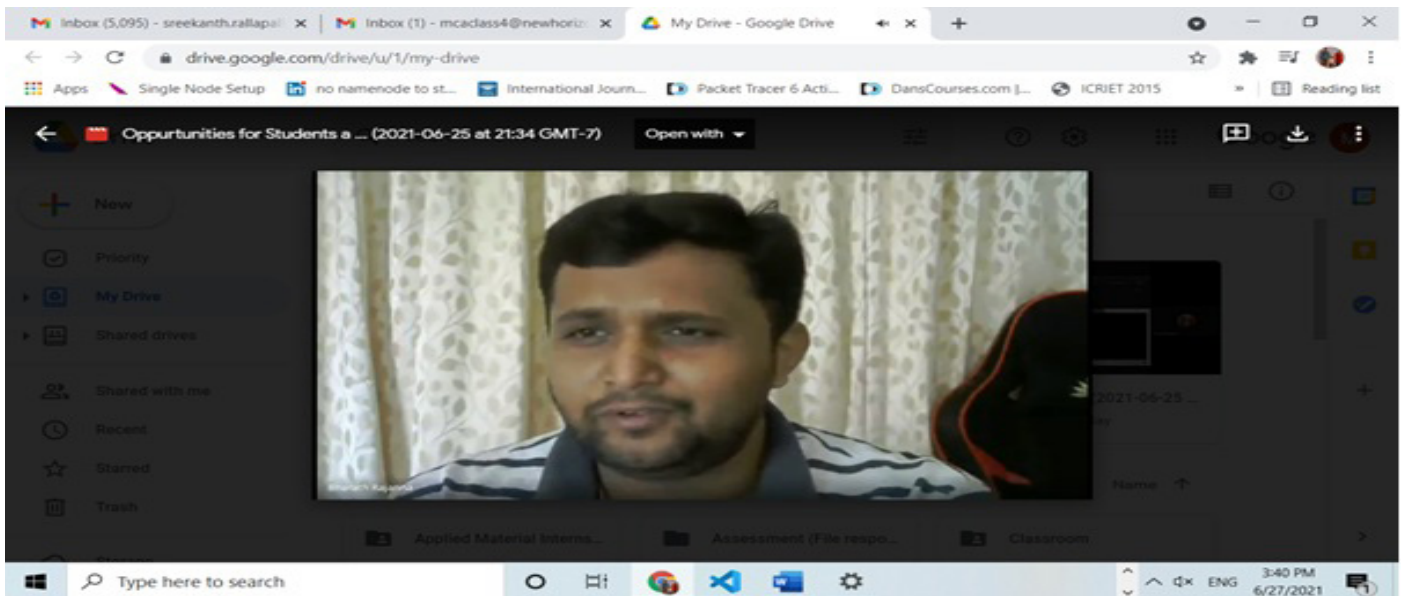 Inbox (5,095) - sreekanth.rallapal
Inbox (1) - mcaclass4@newhoriz
My Drive - Google Drive
drive.google.com/drive/u/1/my-drive
Apps
Single Node Setup
no namenode to st...
International Journ...
Packet Tracer 6 Acti...
DansCourses.com |...
ICRIET 2015
»
Reading list
Oppurtunities for Students a ... (2021-06-25 at 21:34 GMT-7)
Open with
New
Priority
My Drive
Shared drives
Shared with me
Recent
Starred
Trash
Storage
2021-06-25 ...
Rajanna
Name
Applied Material Interns...
Assessment (File respo...
Classroom
Type here to search
ENG
3:40 PM
6/27/2021